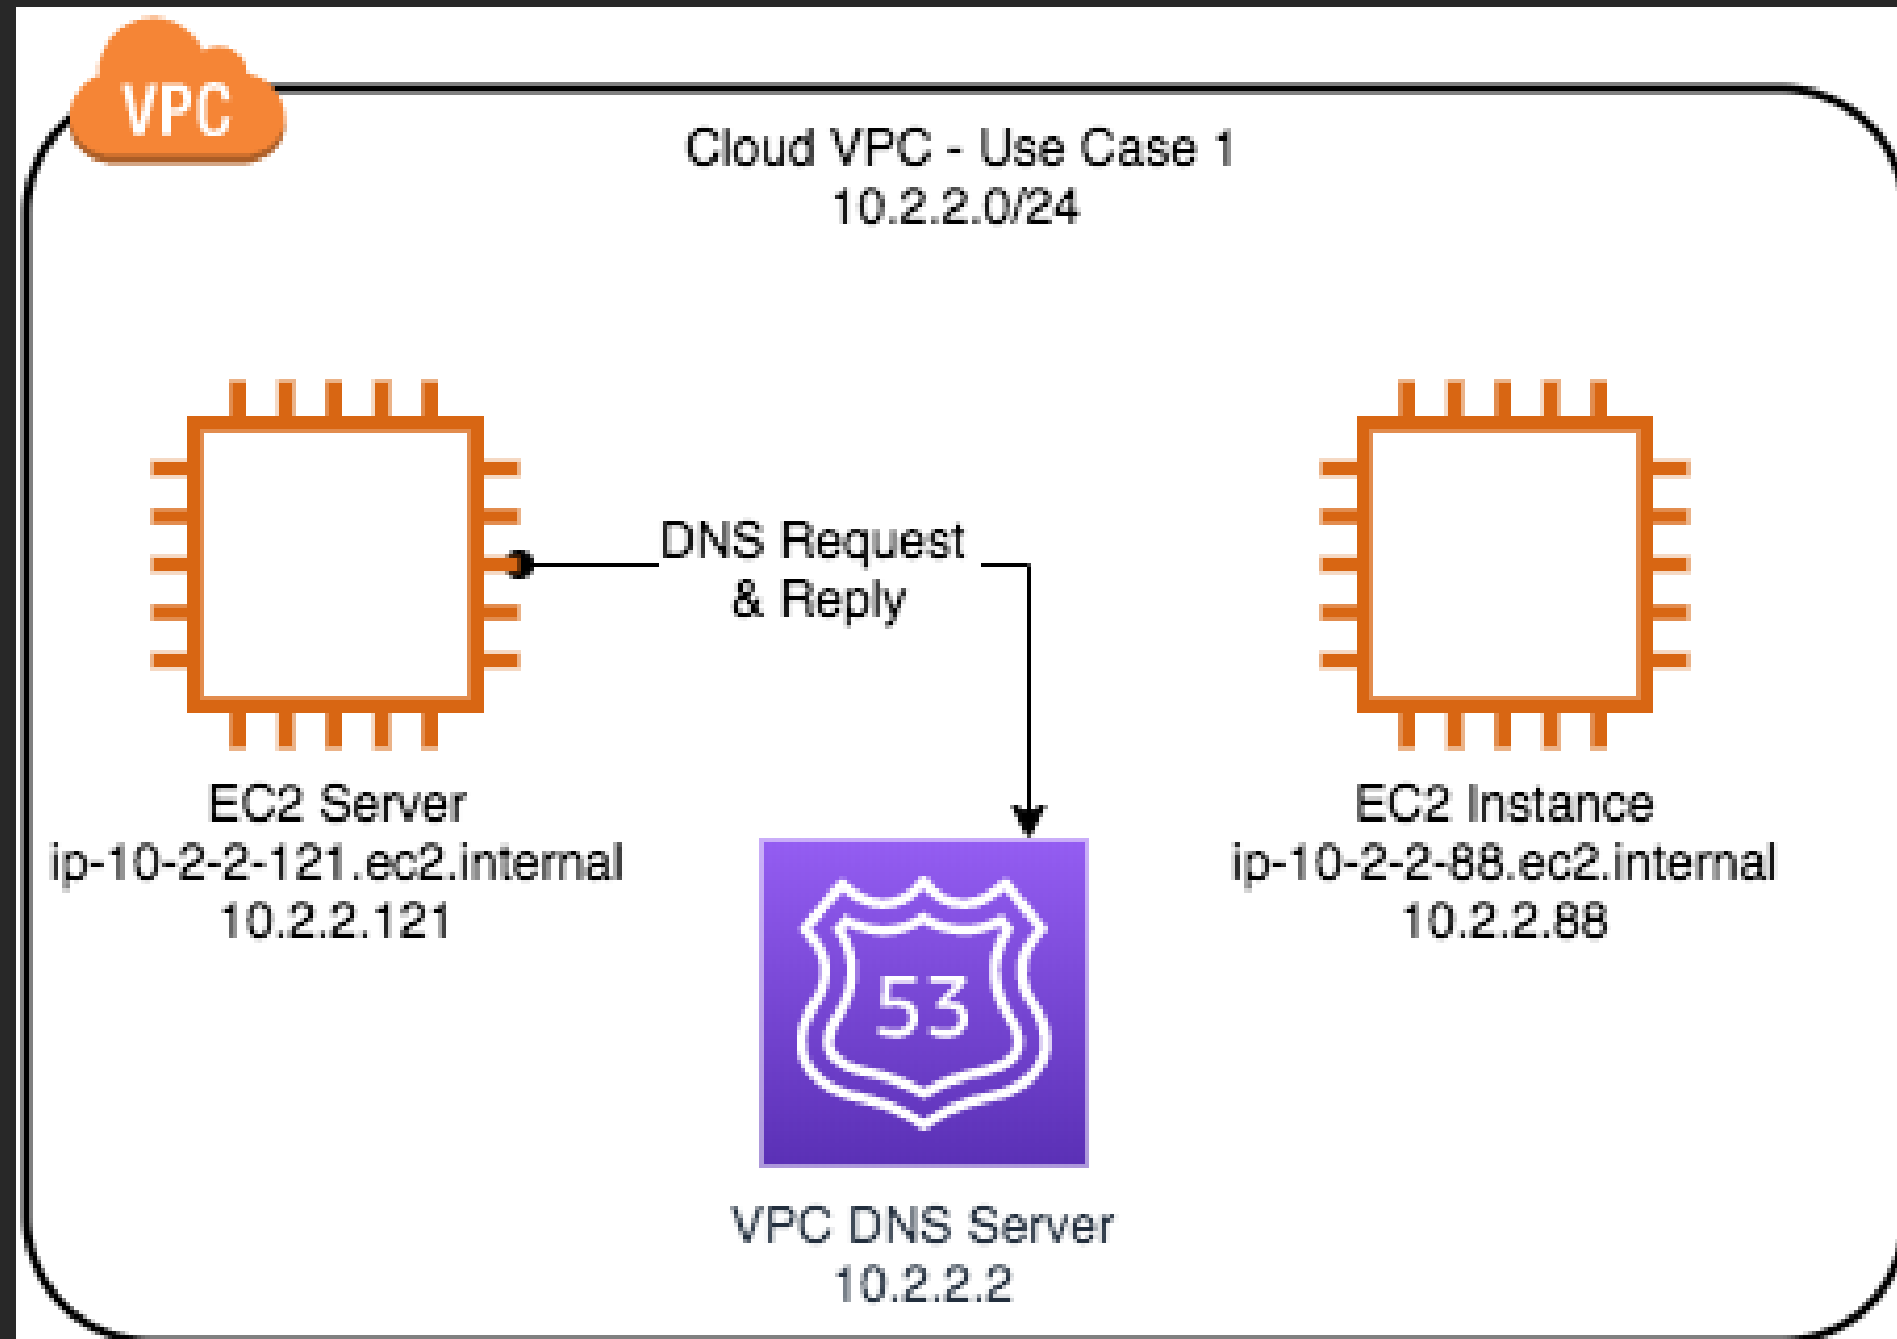 VPC
Cloud VPC - Use Case 1
10.2.2.0/24
DNS Request
& Reply
EC2 Server
ip-10-2-2-121.ec2.internal
10.2.2.121
EC2 Instance
ip-10-2-2-88.ec2.internal
10.2.2.88
53
VPC DNS Server
10.2.2.2